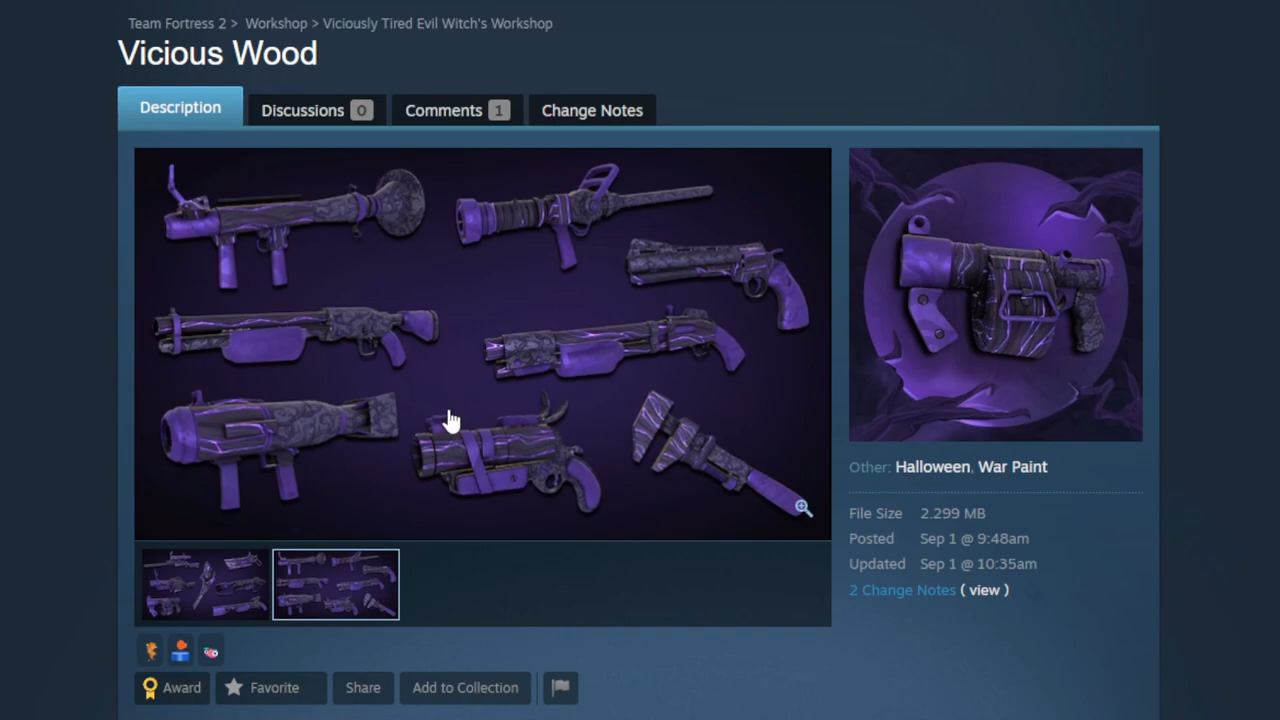 Team Fortress 2 > Workshop > Viciously Tired Evil Witch's Workshop
Vicious Wood
Description Discussions 0 Comments 1 Change Notes
Other: Halloween, War Paint
File Size 2.299 MB
Posted Sep 1 @ 9:48am
Updated Sep 1 @ 10:35am
2 Change Notes ( view )
Award Favorite Share Add to Collection